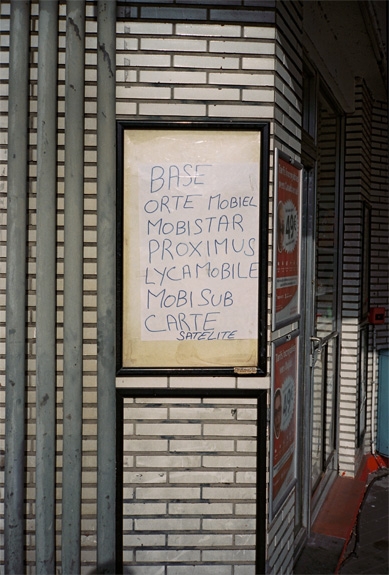 BASE
ORTE MOBIEL
MOBISTAR
PROXIMUS
LYCAMOBILE
MOBISUB
CARTE
SATELITE